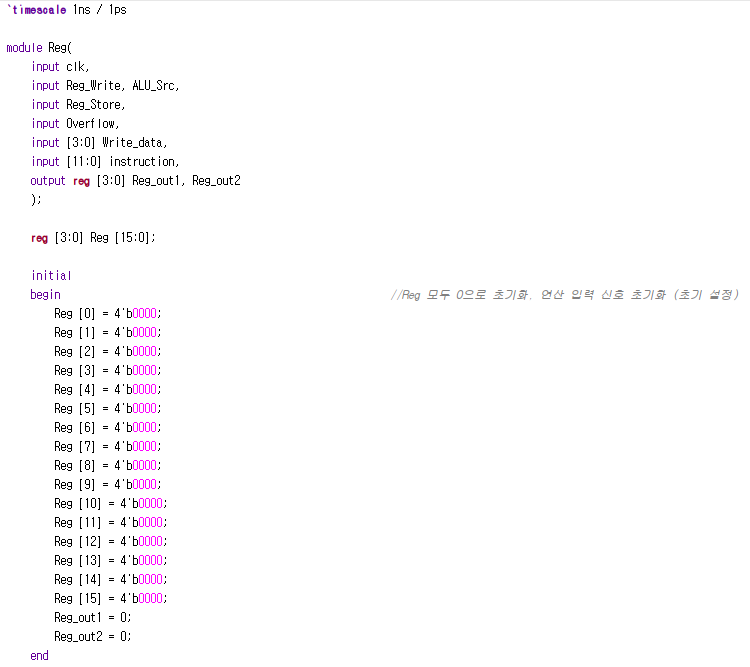 `timescale 1ns / 1ps
module Reg(
input clk,
input Reg_Write, ALU_Src,
input Reg_Store,
input Overflow,
input [3:0] Write_data,
input [11:0] instruction,
output reg [3:0] Reg_out1, Reg_out2
);
reg [3:0] Reg [15:0];
initial
begin //Reg 모두 0으로 초기화, 연산 입력 신호 초기화 (초기 설정)
Reg [0] = 4'b0000;
Reg [1] = 4'b0000;
Reg [2] = 4'b0000;
Reg [3] = 4'b0000;
Reg [4] = 4'b0000;
Reg [5] = 4'b0000;
Reg [6] = 4'b0000;
Reg [7] = 4'b0000;
Reg [8] = 4'b0000;
Reg [9] = 4'b0000;
Reg [10] = 4'b0000;
Reg [11] = 4'b0000;
Reg [12] = 4'b0000;
Reg [13] = 4'b0000;
Reg [14] = 4'b0000;
Reg [15] = 4'b0000;
Reg_out1 = 0;
Reg_out2 = 0;
end